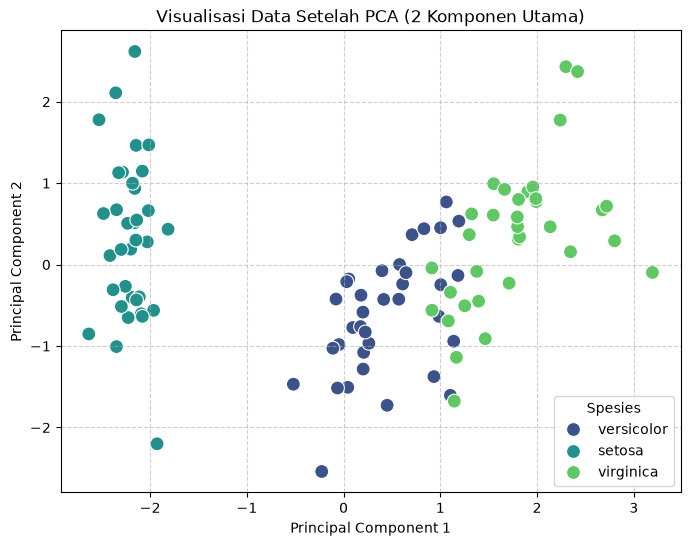 Visualisasi Data Setelah PCA (2 Komponen Utama)
Principal Component 2
2
1
0
−1
−2
Spesies
versicolor
setosa
virginica
−2
−1
0
1
2
3
Principal Component 1